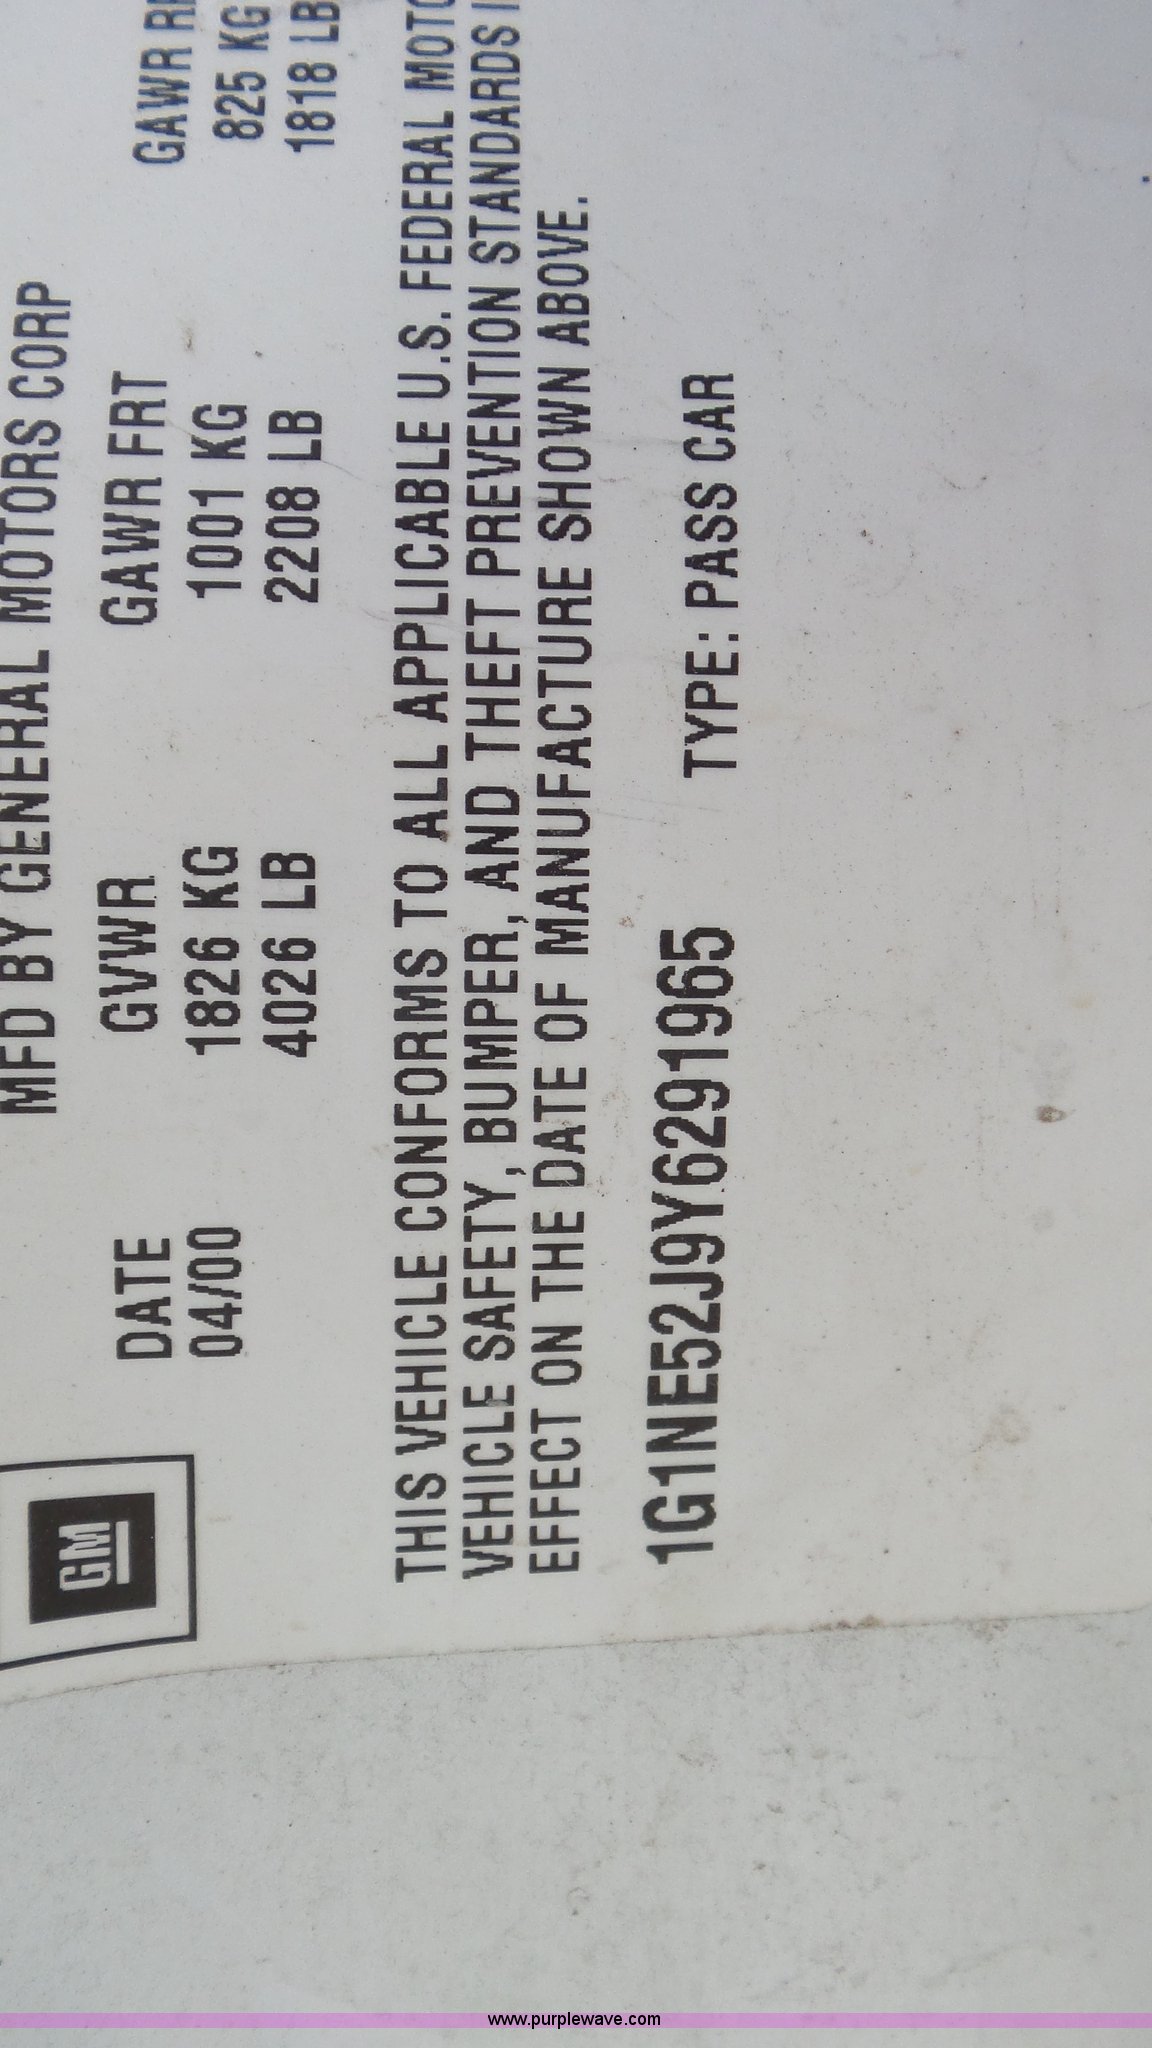 GM
MFD BY GENERAL MOTORS CORP
DATE GVWR GAWR FRT GAWR
04/00 1826 KG 1001 KG 825 KG
4026 LB 2208 LB 1818 LB
THIS VEHICLE CONFORMS TO ALL APPLICABLE U.S. FEDERAL
VEHICLE SAFETY, BUMPER, AND THEFT PREVENTION STANDARDS
EFFECT ON THE DATE OF MANUFACTURE SHOWN ABOVE.
1G1NE52J9Y6291965 TYPE: PASS CAR
www.purplewave.com